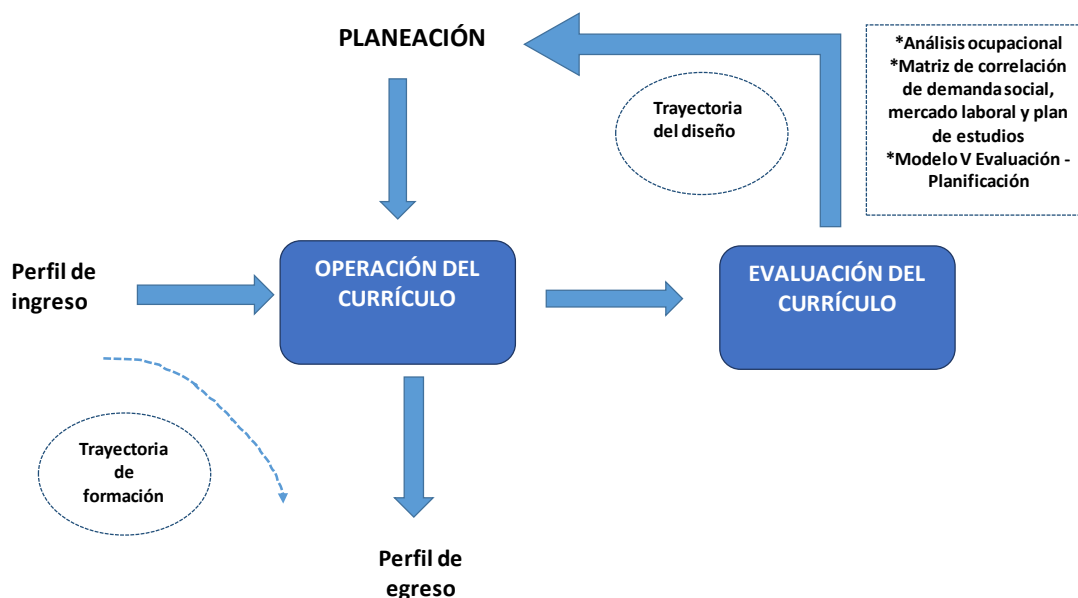 PLANEACIÓN
*Análisis ocupacional
*Matriz de correlación
de demanda social,
mercado laboral y plan
de estudios
*Modelo V Evaluación -
Planificación
Trayectoria
del diseño
Perfil de
ingreso
OPERACIÓN DEL
CURRÍCULO
EVALUACIÓN DEL
CURRÍCULO
Trayectoria
de
formación
Perfil de
egreso